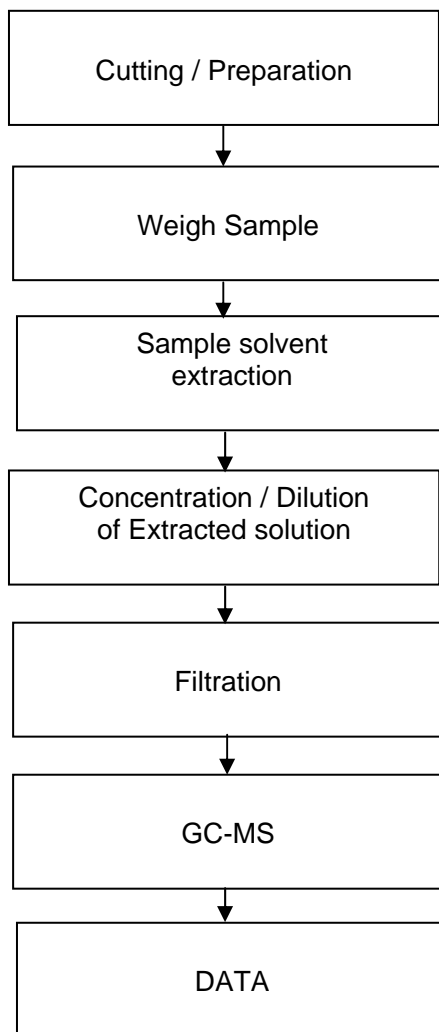 Cutting / Preparation
Weigh Sample
Sample solvent
extraction
Concentration / Dilution
of Extracted solution
Filtration
GC-MS
DATA